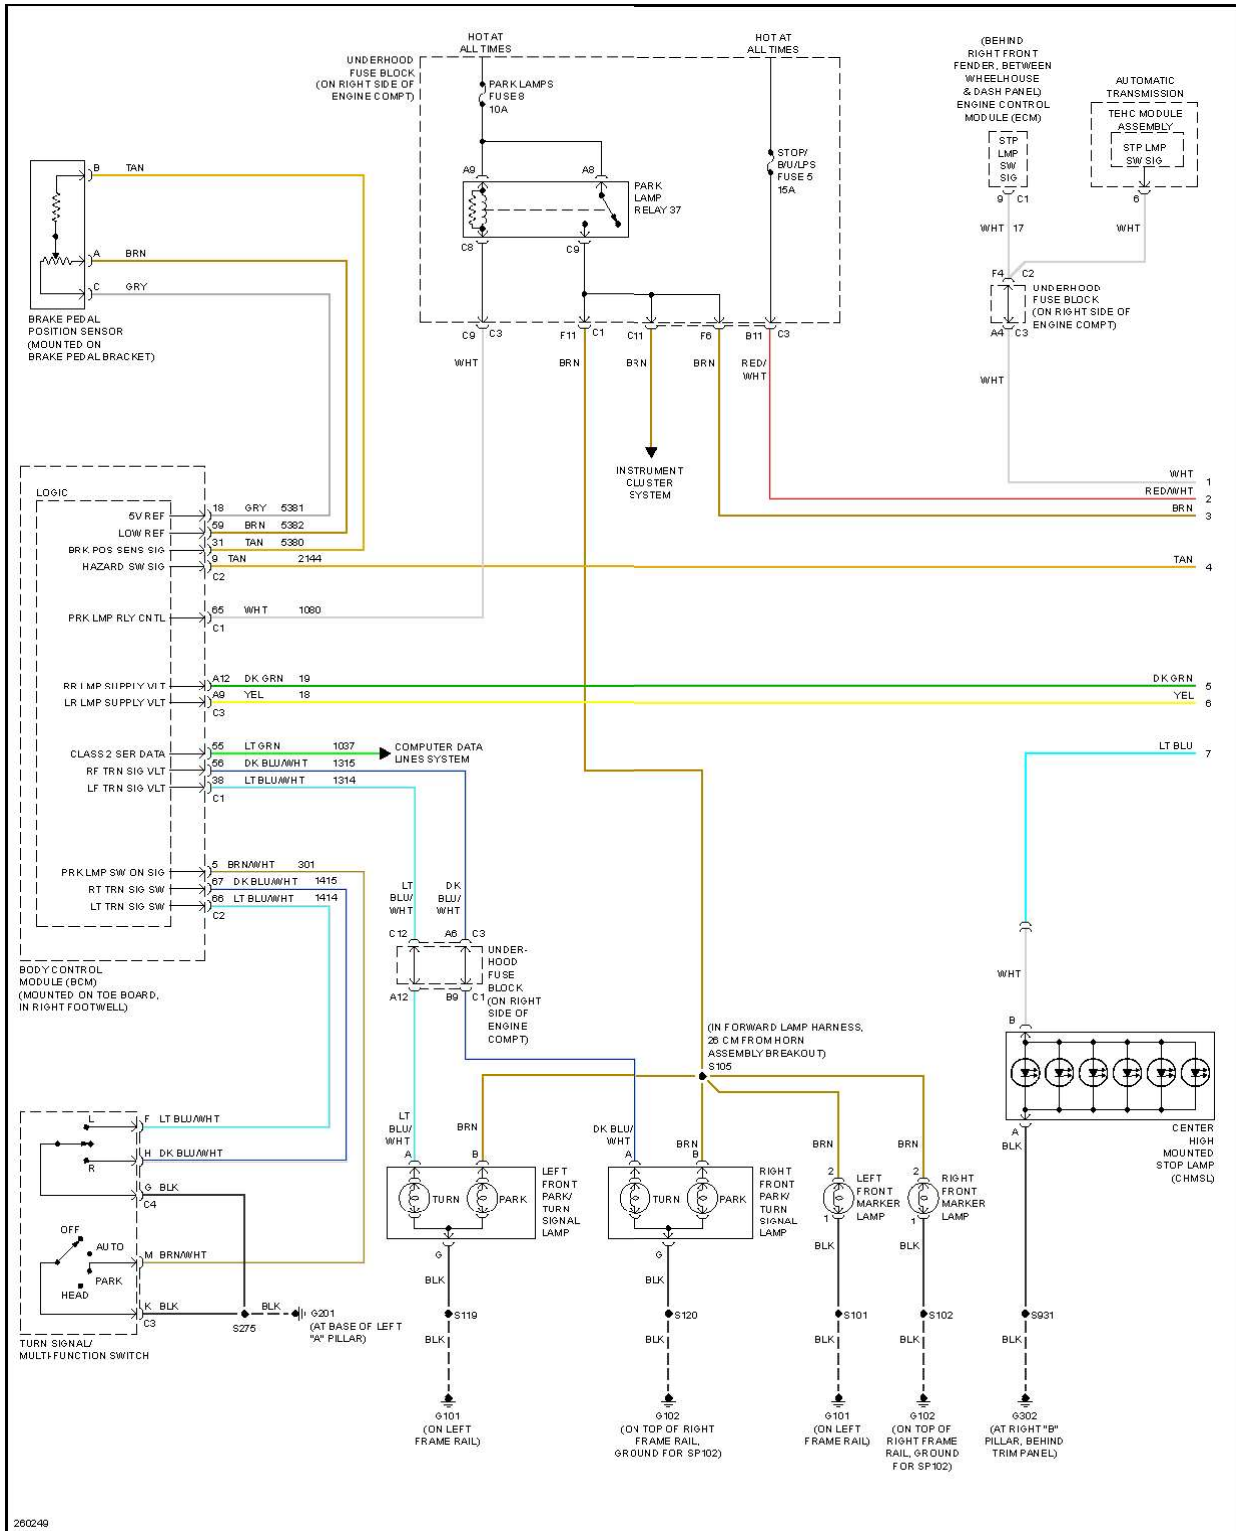 HOT AT
ALL TIMES
HOT AT
ALL TIMES
UNDERHOOD
FUSE BLOCK
(ON RIGHT SIDE OF
ENGINE COMPT)
PARK LAMPS
FUSE 8
10A
STOP/
B/U/LPS
FUSE 5
15A
A9
A8
PARK
LAMP
RELAY 37
C8
C9
C9
C3
F11
C1
C11
F6
B11
C3
WHT
BRN
BRN
BRN
RED/
WHT
INSTRUMENT
CLUSTER
SYSTEM
(BEHIND
RIGHT FRONT
FENDER, BETWEEN
WHEELHOUSE
& DASH PANEL)
ENGINE CONTROL
MODULE (ECM)
STP
LMP
SW
SIG
9
C1
WHT
17
AUTOMATIC
TRANSMISSION
TEHC MODULE
ASSEMBLY
STP LMP
SW SIG
6
WHT
F4
C2
UNDERHOOD
FUSE BLOCK
(ON RIGHT SIDE OF
ENGINE COMPT)
A4
C3
WHT
WHT
1
RED/WHT
2
BRN
3
TAN
4
DK GRN
5
YEL
6
LT BLU
7
B
TAN
A
BRN
C
GRY
BRAKE PEDAL
POSITION SENSOR
(MOUNTED ON
BRAKE PEDAL BRACKET)
LOGIC
5V REF
18
GRY
5381
LOW REF
59
BRN
5382
BRK POS SENS SIG
31
TAN
5380
HAZARD SW SIG
9
TAN
2144
C2
PRK LMP RLY CNTL
65
WHT
1080
C1
RR LMP SUPPLY VLT
A12
DK GRN
19
LR LMP SUPPLY VLT
A9
YEL
18
C3
CLASS 2 SER DATA
55
LT GRN
1037
COMPUTER DATA
LINES SYSTEM
RF TRN SIG VLT
56
DK BLU/WHT
1315
LF TRN SIG VLT
38
LT BLU/WHT
1314
C1
PRK LMP SW ON SIG
5
BRN/WHT
301
RT TRN SIG SW
67
DK BLU/WHT
1415
LT TRN SIG SW
66
LT BLU/WHT
1414
C2
BODY CONTROL
MODULE (BCM)
(MOUNTED ON TOE BOARD,
IN RIGHT FOOTWELL)
LT
BLU/
WHT
DK
BLU/
WHT
C12
A6
C3
UNDER-
HOOD
FUSE
BLOCK
(ON RIGHT
SIDE OF
ENGINE
COMPT)
A12
B9
C1
(IN FORWARD LAMP HARNESS,
26 CM FROM HORN
ASSEMBLY BREAKOUT)
S105
WHT
B
A
BLK
CENTER
HIGH
MOUNTED
STOP LAMP
(CHMSL)
L
F
LT BLU/WHT
R
H
DK BLU/WHT
G
BLK
C4
OFF
AUTO
PARK
HEAD
M
BRN/WHT
K
BLK
C3
BLK
S275
G201
(AT BASE OF LEFT
"A" PILLAR)
TURN SIGNAL/
MULTI-FUNCTION SWITCH
LT
BLU/
WHT
A
BRN
B
TURN
PARK
LEFT
FRONT
PARK/
TURN
SIGNAL
LAMP
G
BLK
S119
BLK
G101
(ON LEFT
FRAME RAIL)
DK BLU/
WHT
A
BRN
B
TURN
PARK
RIGHT
FRONT
PARK/
TURN
SIGNAL
LAMP
G
BLK
S120
BLK
G102
(ON TOP OF RIGHT
FRAME RAIL,
GROUND FOR SP102)
BRN
2
LEFT
FRONT
MARKER
LAMP
1
BLK
S101
BLK
G101
(ON LEFT
FRAME RAIL)
BRN
2
RIGHT
FRONT
MARKER
LAMP
1
BLK
S102
BLK
G102
(ON TOP OF
RIGHT FRAME
RAIL, GROUND
FOR SP102)
S931
BLK
G302
(AT RIGHT "B"
PILLAR, BEHIND
TRIM PANEL)
260249